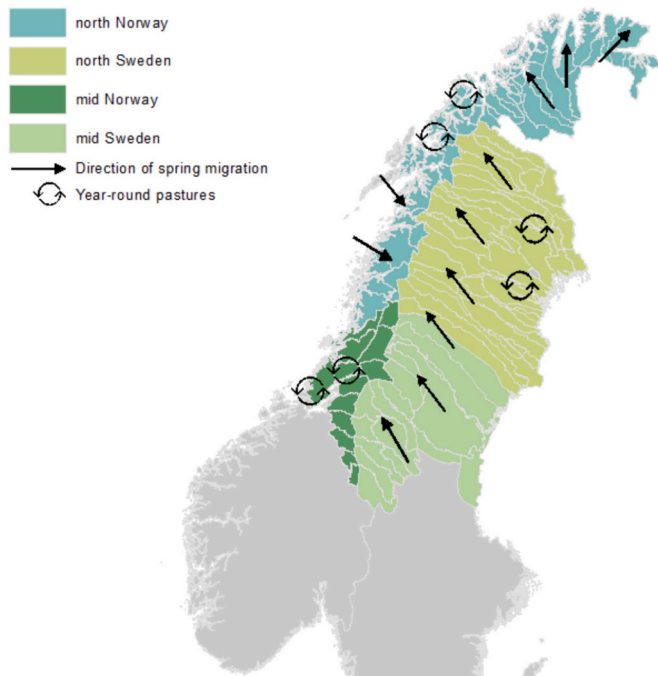 north Norway
north Sweden
mid Norway
mid Sweden
Direction of spring migration
Year-round pastures